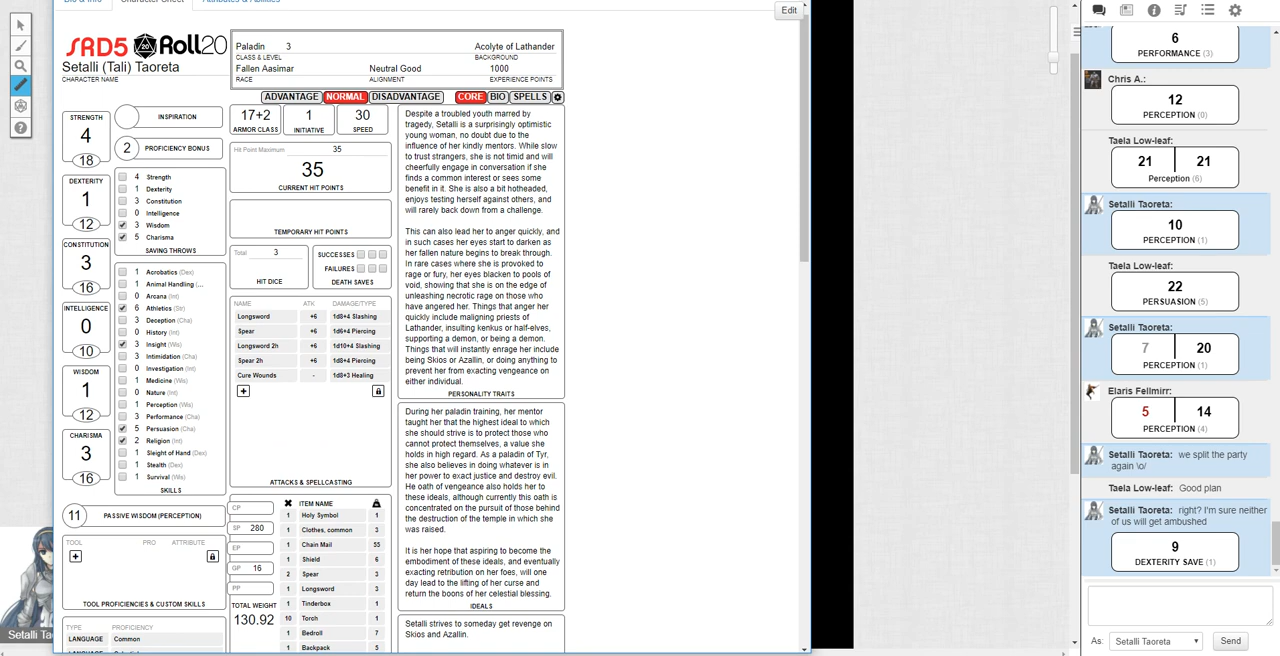 Bio & Info Character Sheet Attributes & Abilities
Edit
SRD5 Roll20
Setalli (Tali) Taoreta
CHARACTER NAME
Paladin 3 Acolyte of Lathander
CLASS & LEVEL BACKGROUND
Fallen Aasimar Neutral Good 1000
RACE ALIGNMENT EXPERIENCE POINTS
ADVANTAGE NORMAL DISADVANTAGE CORE BIO SPELLS
STRENGTH
4
18
DEXTERITY
1
12
CONSTITUTION
3
16
INTELLIGENCE
0
10
WISDOM
1
12
CHARISMA
3
16
INSPIRATION
2 PROFICIENCY BONUS
4 Strength
1 Dexterity
3 Constitution
0 Intelligence
3 Wisdom
5 Charisma
SAVING THROWS
1 Acrobatics (Dex)
1 Animal Handling (...
0 Arcana (Int)
6 Athletics (Str)
3 Deception (Cha)
0 History (Int)
3 Insight (Wis)
3 Intimidation (Cha)
0 Investigation (Int)
1 Medicine (Wis)
0 Nature (Int)
1 Perception (Wis)
3 Performance (Cha)
5 Persuasion (Cha)
2 Religion (Int)
1 Sleight of Hand (Dex)
1 Stealth (Dex)
1 Survival (Wis)
SKILLS
11 PASSIVE WISDOM (PERCEPTION)
TOOL PRO ATTRIBUTE
TOOL PROFICIENCIES & CUSTOM SKILLS
TYPE PROFICIENCY
LANGUAGE Common
LANGUAGE
17+2 1 30
ARMOR CLASS INITIATIVE SPEED
Hit Point Maximum 35
35
CURRENT HIT POINTS
TEMPORARY HIT POINTS
Total 3
HIT DICE
SUCCESSES
FAILURES
DEATH SAVES
NAME ATK DAMAGE/TYPE
Longsword +6 1d8+4 Slashing
Spear +6 1d6+4 Piercing
Longsword 2h +6 1d10+4 Slashing
Spear 2h +6 1d8+4 Piercing
Cure Wounds - 1d8+3 Healing
ATTACKS & SPELLCASTING
CP
SP 280
EP
GP 16
PP
TOTAL WEIGHT
130.92
ITEM NAME
1 Holy Symbol 1
1 Clothes, common 3
1 Chain Mail 55
1 Shield 6
2 Spear 3
1 Longsword 3
1 Tinderbox 1
10 Torch 1
1 Bedroll 7
1 Backpack 5
Despite a troubled youth marred by
tragedy, Setalli is a surprisingly optimistic
young woman, no doubt due to the
influence of her kindly mentors. While slow
to trust strangers, she is not timid and will
cheerfully engage in conversation if she
finds a common interest or sees some
benefit in it. She is also a bit hotheaded,
enjoys testing herself against others, and
will rarely back down from a challenge.
This can also lead her to anger quickly, and
in such cases her eyes start to darken as
her fallen nature begins to break through.
In rare cases where she is provoked to
rage or fury, her eyes blacken to pools of
void, showing that she is on the edge of
unleashing necrotic rage on those who
have angered her. Things that anger her
quickly include maligning priests of
Lathander, insulting kenkus or half-elves,
supporting a demon, or being a demon.
Things that will instantly enrage her include
being Skios or Azallin, or doing anything to
prevent her from exacting vengeance on
either individual.
PERSONALITY TRAITS
During her paladin training, her mentor
taught her that the highest ideal to which
she should strive is to protect those who
cannot protect themselves, a value she
holds in high regard. As a paladin of Tyr,
she also believes in doing whatever is in
her power to exact justice and destroy evil.
He oath of vengeance also holds her to
these ideals, although currently this oath is
concentrated on the pursuit of those behind
the destruction of the temple in which she
was raised.
It is her hope that aspiring to become the
embodiment of these ideals, and eventually
exacting retribution on her foes, will one
day lead to the lifting of her curse and
return the boons of her celestial blessing.
IDEALS
Setalli strives to someday get revenge on
Skios and Azallin.
6
PERFORMANCE (3)
Chris A.:
12
PERCEPTION (0)
Taela Low-leaf:
21 21
Perception (6)
Setalli Taoreta:
10
PERCEPTION (1)
Taela Low-leaf:
22
PERSUASION (5)
Setalli Taoreta:
7 20
PERCEPTION (1)
Elaris Fellmirr:
5 14
PERCEPTION (4)
Setalli Taoreta: we split the party
again \o/
Taela Low-leaf: Good plan
Setalli Taoreta: right? I'm sure neither
of us will get ambushed
9
DEXTERITY SAVE (1)
As: Setalli Taoreta Send
Setalli Tao